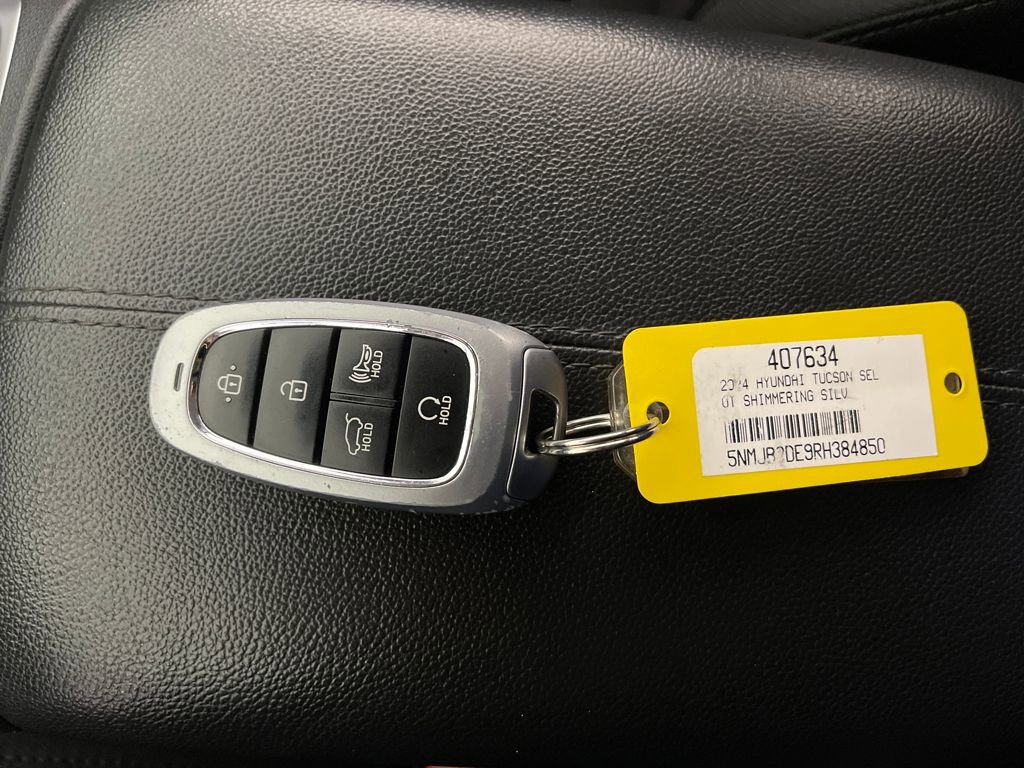 HOLD
HOLD
HOLD
407634
HYUNDAI TUCSON SEL
SHIMMERING SILV